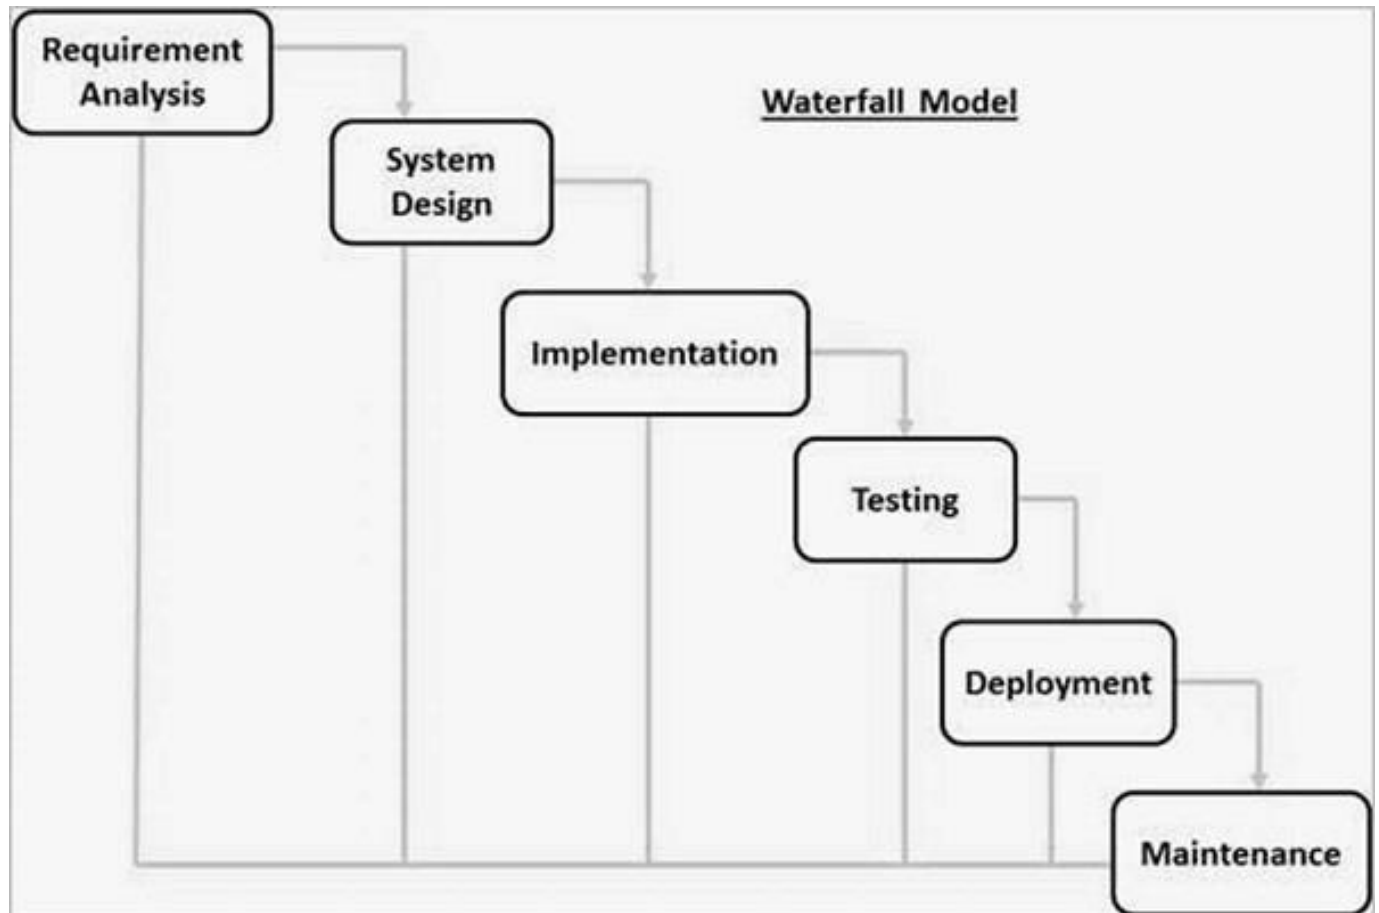 Requirement
Analysis
Waterfall Model
System
Design
Implementation
Testing
Deployment
Maintenance